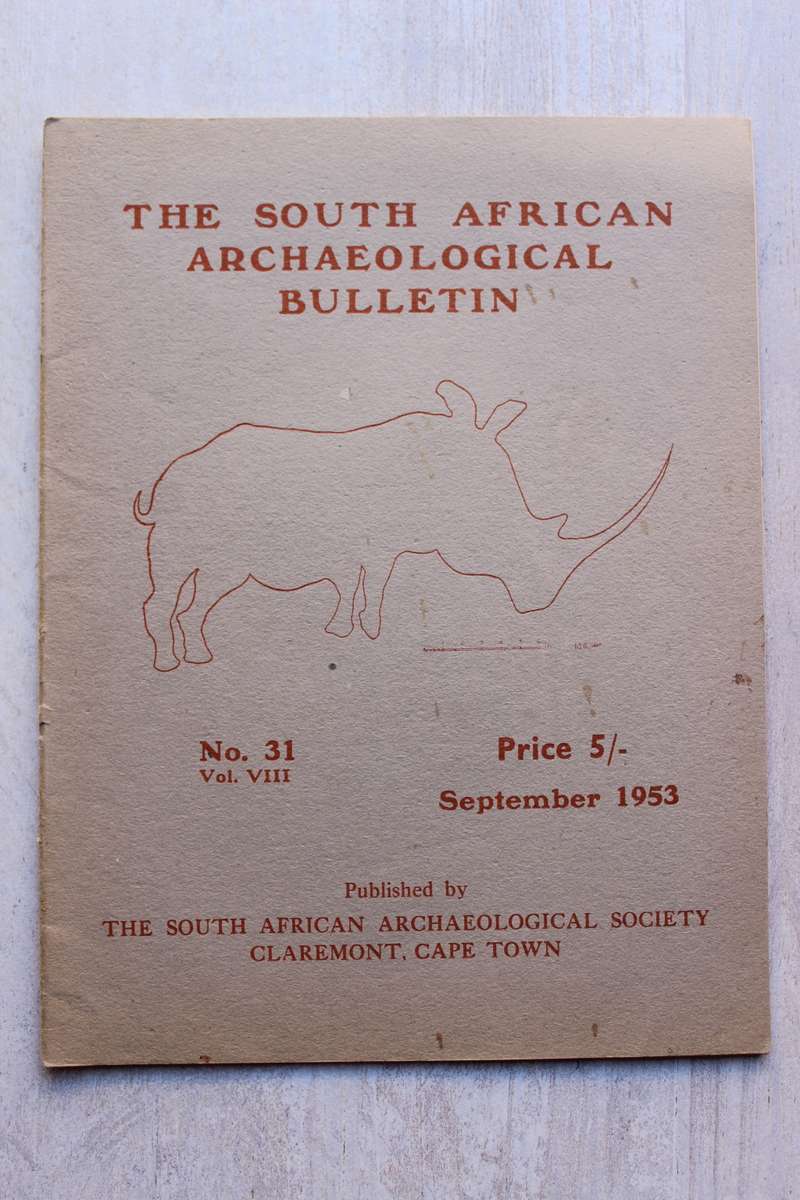 THE SOUTH AFRICAN
ARCHAEOLOGICAL
BULLETIN
No. 31
Vol. VIII
Price 5/-
September 1953
Published by
THE SOUTH AFRICAN ARCHAEOLOGICAL SOCIETY
CLAREMONT, CAPE TOWN